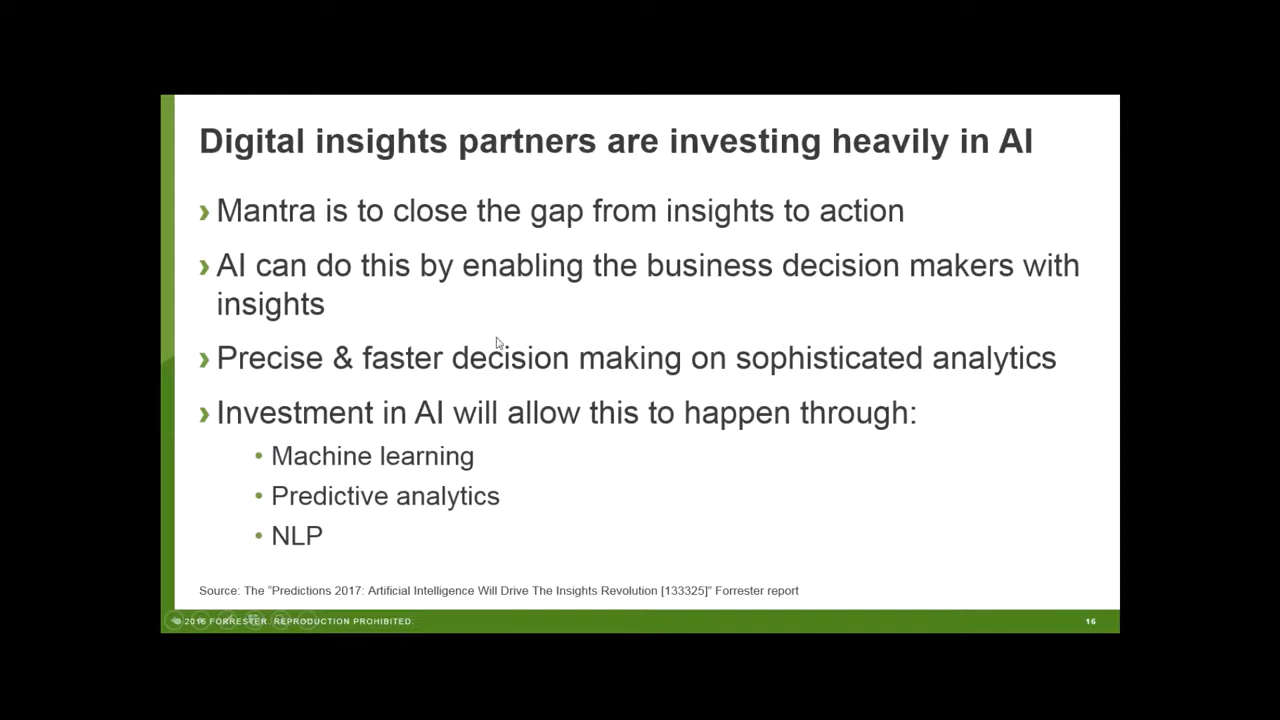 Digital insights partners are investing heavily in AI
› Mantra is to close the gap from insights to action
› AI can do this by enabling the business decision makers with
insights
› Precise & faster decision making on sophisticated analytics
› Investment in AI will allow this to happen through:
• Machine learning
• Predictive analytics
• NLP
Source: The "Predictions 2017: Artificial Intelligence Will Drive The Insights Revolution [133325]" Forrester report
© 2016 FORRESTER. REPRODUCTION PROHIBITED.
16